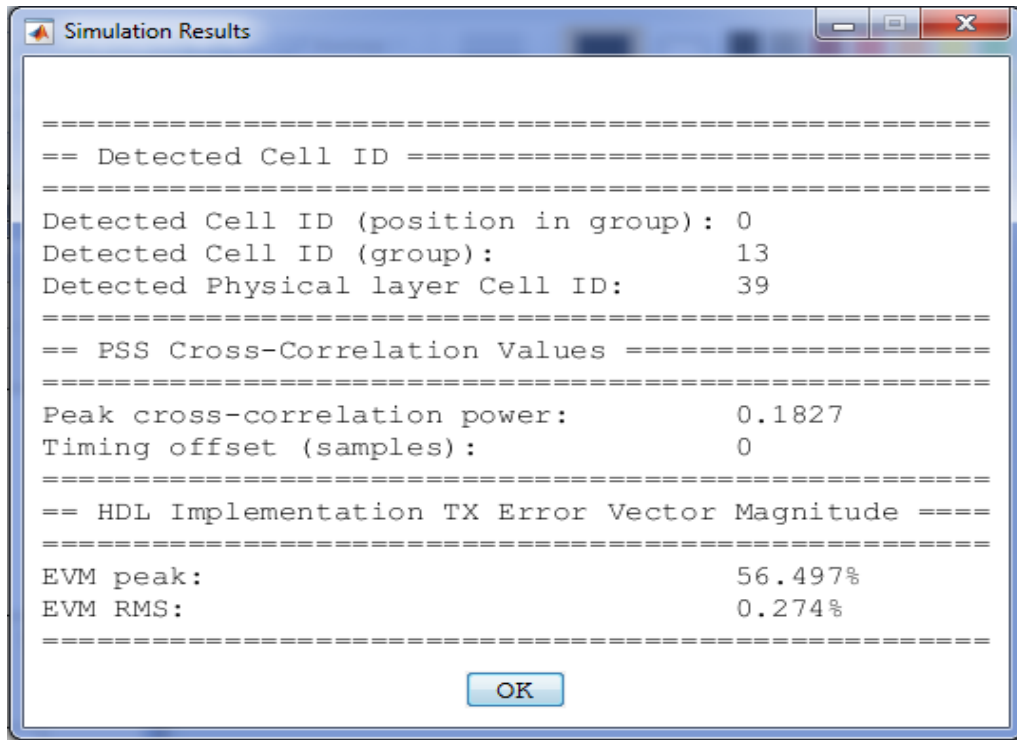 Simulation Results
====================================================
== Detected Cell ID ================================
====================================================
Detected Cell ID (position in group): 0
Detected Cell ID (group): 13
Detected Physical layer Cell ID: 39
====================================================
== PSS Cross-Correlation Values ====================
====================================================
Peak cross-correlation power: 0.1827
Timing offset (samples): 0
====================================================
== HDL Implementation TX Error Vector Magnitude ====
====================================================
EVM peak: 56.497%
EVM RMS: 0.274%
====================================================
OK